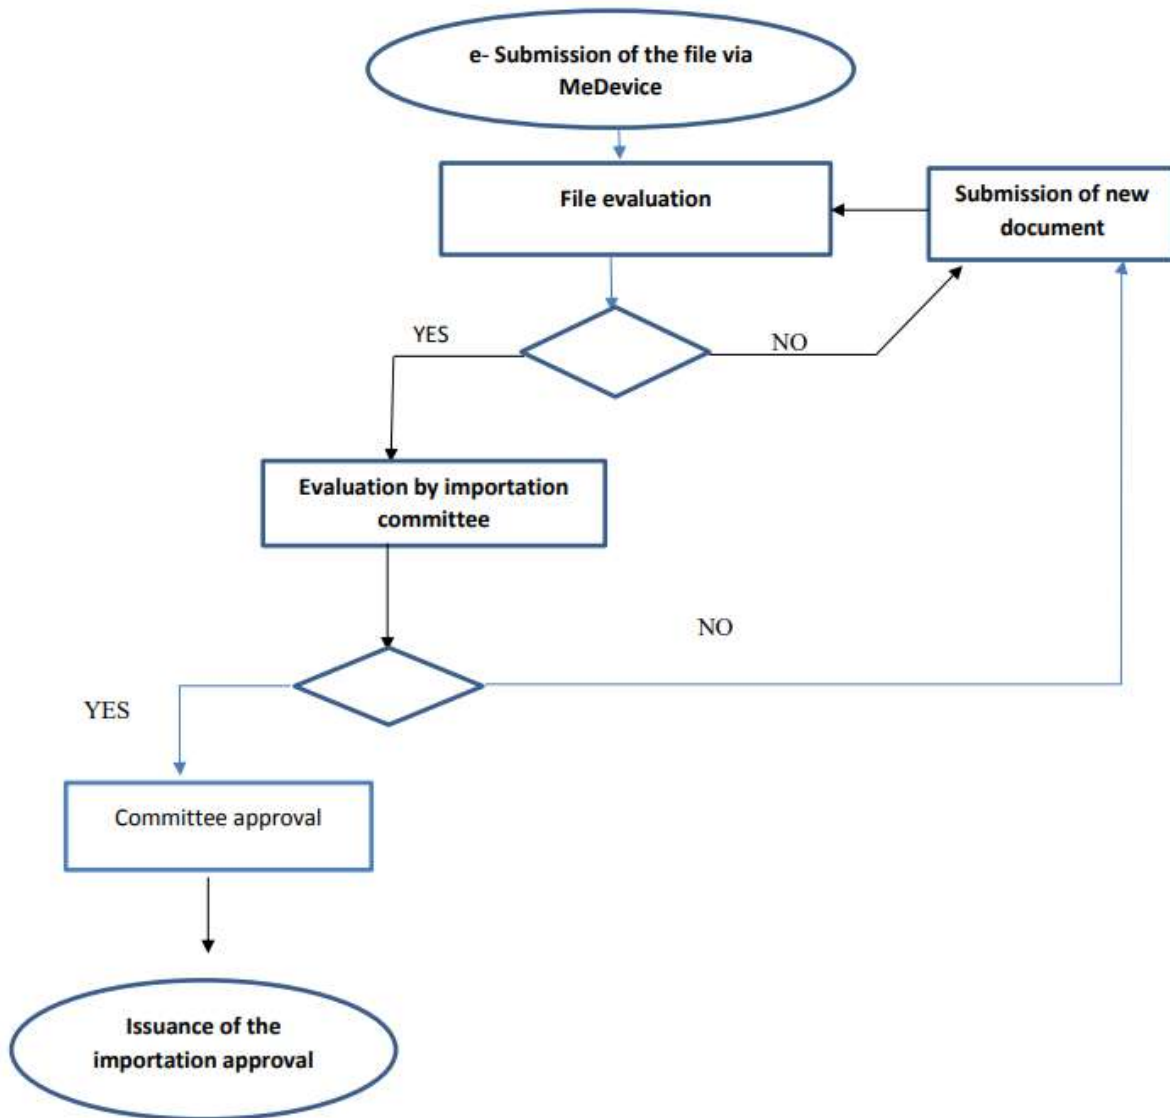 e- Submission of the file via
MeDevice
File evaluation
Submission of new
document
YES
NO
Evaluation by importation
committee
NO
YES
Committee approval
Issuance of the
importation approval